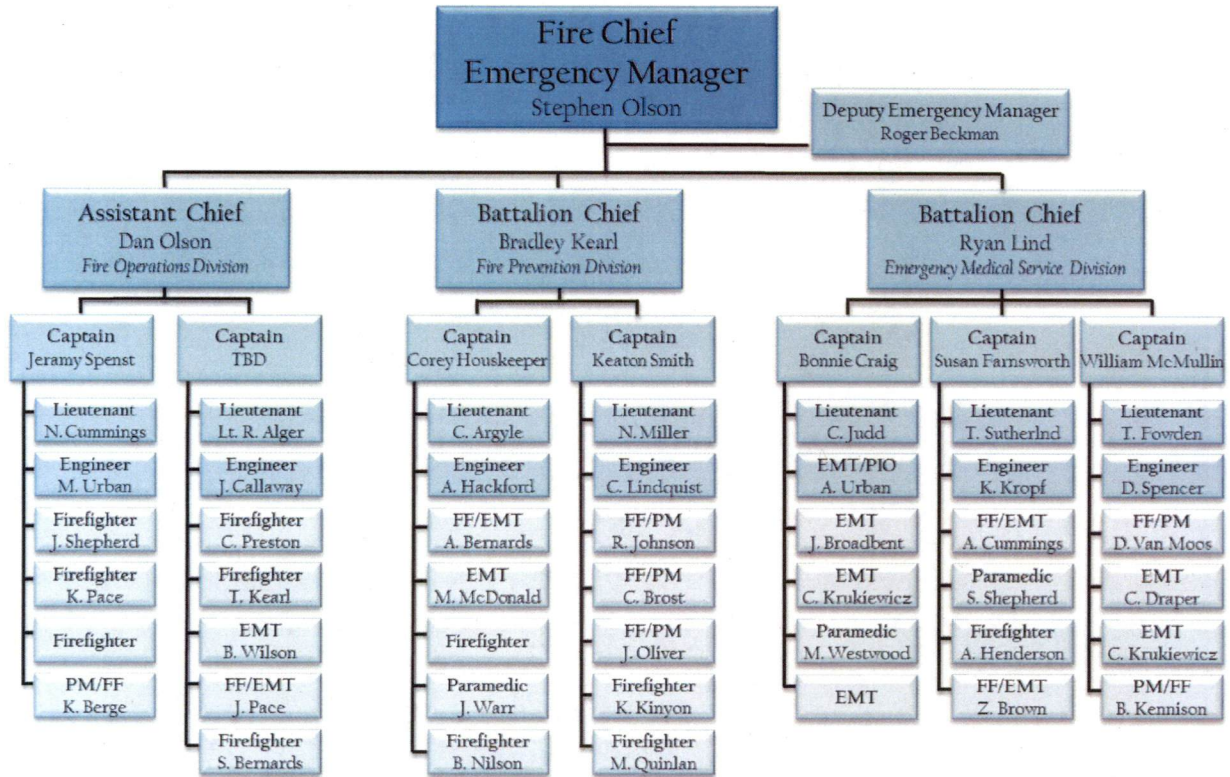 Fire Chief
Emergency Manager
Stephen Olson
Deputy Emergency Manager
Roger Beckman
Assistant Chief
Dan Olson
Fire Operations Division
Battalion Chief
Bradley Kearl
Fire Prevention Division
Battalion Chief
Ryan Lind
Emergency Medical Service Division
Captain
Jeramy Spenst
Lieutenant
N. Cummings
Engineer
M. Urban
Firefighter
J. Shepherd
Firefighter
K. Pace
Firefighter
PM/FF
K. Berge
Captain
TBD
Lieutenant
Lt. R. Alger
Engineer
J. Callaway
Firefighter
C. Preston
Firefighter
T. Kearl
EMT
B. Wilson
FF/EMT
J. Pace
Firefighter
S. Bernards
Captain
Corey Houskeeper
Lieutenant
C. Argyle
Engineer
A. Hackford
FF/EMT
A. Bernards
EMT
M. McDonald
Firefighter
Paramedic
J. Warr
Firefighter
B. Nilson
Captain
Keaton Smith
Lieutenant
N. Miller
Engineer
C. Lindquist
FF/PM
R. Johnson
FF/PM
C. Brost
FF/PM
J. Oliver
Firefighter
K. Kinyon
Firefighter
M. Quinlan
Captain
Bonnie Craig
Lieutenant
C. Judd
EMT/PIO
A. Urban
EMT
J. Broadbent
EMT
C. Krukiewicz
Paramedic
M. Westwood
EMT
Captain
Susan Farnsworth
Lieutenant
T. Sutherlnd
Engineer
K. Kropf
FF/EMT
A. Cummings
Paramedic
S. Shepherd
Firefighter
A. Henderson
FF/EMT
Z. Brown
Captain
William McMullin
Lieutenant
T. Fowden
Engineer
D. Spencer
FF/PM
D. Van Moos
EMT
C. Draper
EMT
C. Krukiewicz
PM/FF
B. Kennison